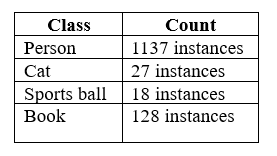 Class Count
Person 1137 instances
Cat 27 instances
Sports ball 18 instances
Book 128 instances